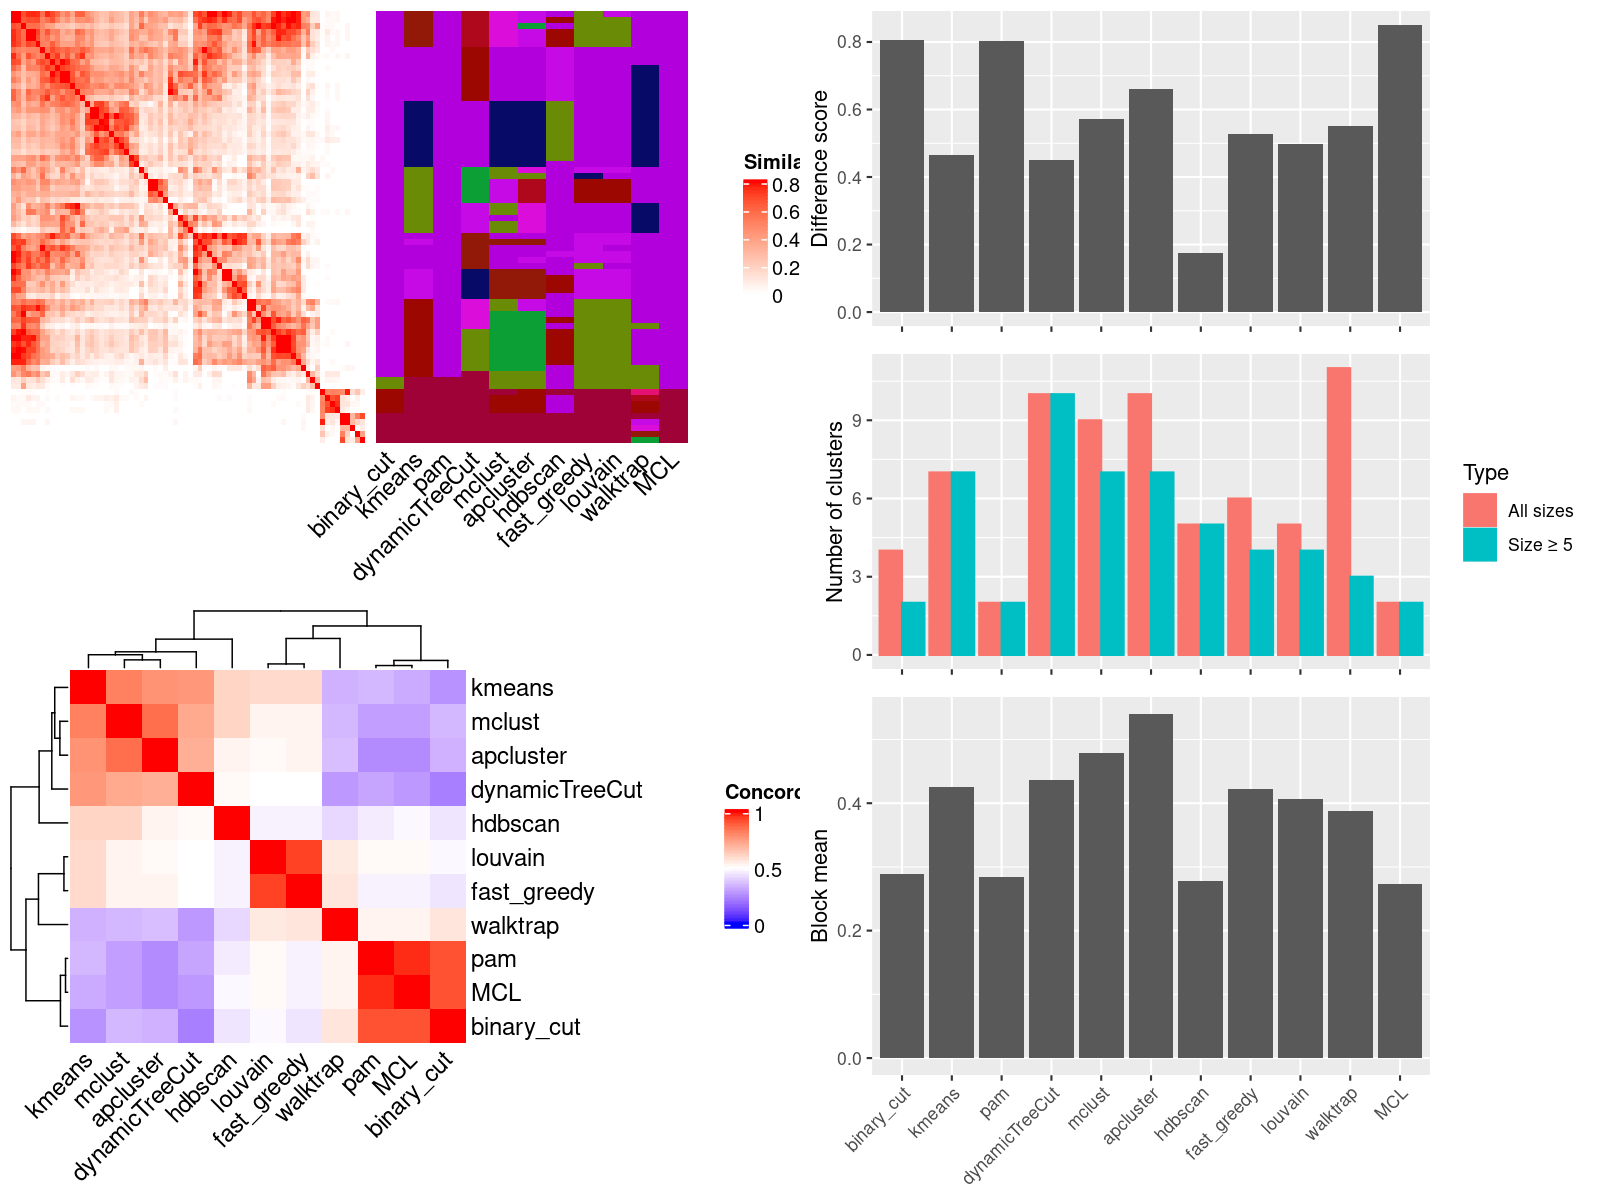 Simila
0.8
0.6
0.4
0.2
0
binary_cut
kmeans
pam
dynamicTreeCut
mclust
apcluster
hdbscan
fast_greedy
louvain
walktrap
MCL
kmeans
mclust
apcluster
dynamicTreeCut
hdbscan
louvain
fast_greedy
walktrap
pam
MCL
binary_cut
kmeans
mclust
apcluster
dynamicTreeCut
hdbscan
louvain
fast_greedy
walktrap
pam
MCL
binary_cut
Concord
1
0.5
0
Difference score
0.8
0.6
0.4
0.2
0.0
Number of clusters
9
6
3
0
Type
All sizes
Size ≥ 5
Block mean
0.4
0.2
0.0
binary_cut
kmeans
pam
dynamicTreeCut
mclust
apcluster
hdbscan
fast_greedy
louvain
walktrap
MCL